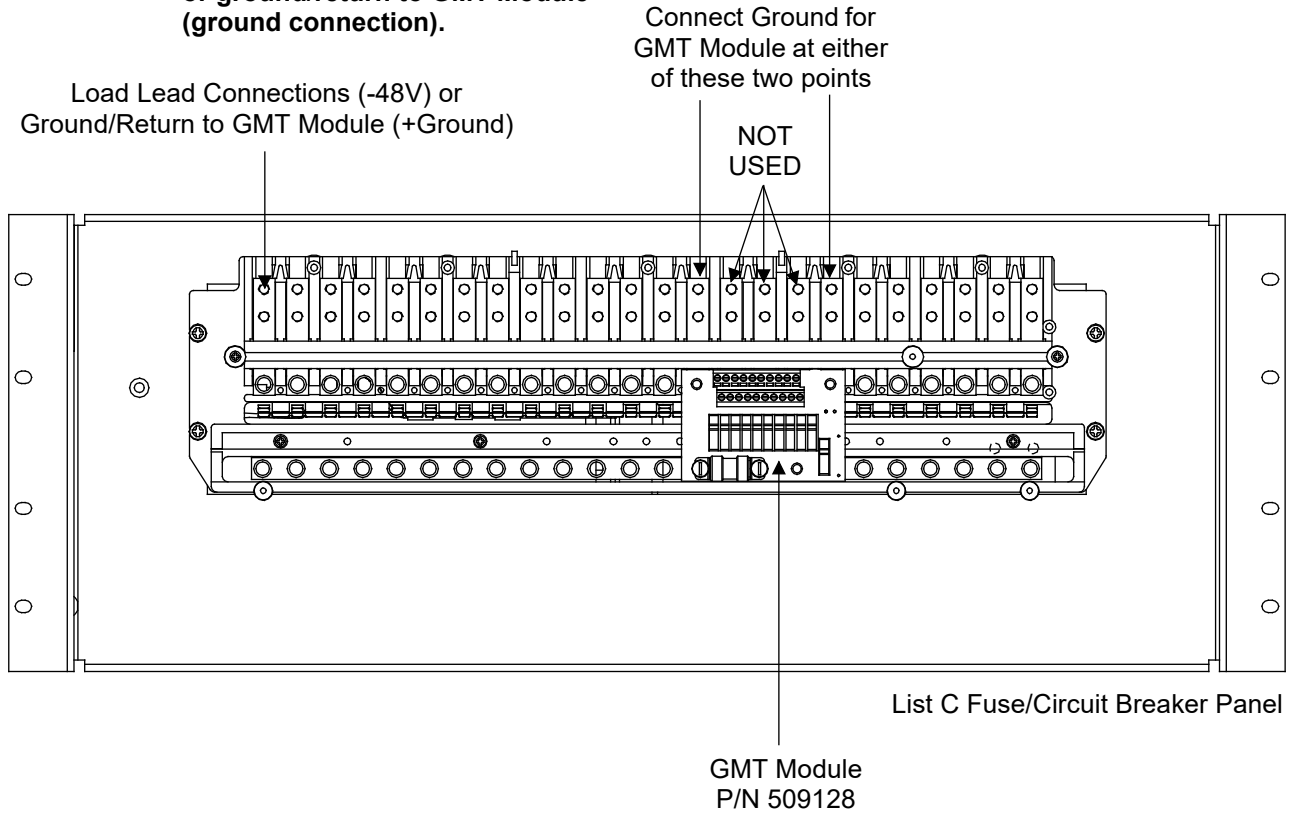 (ground connection).
Connect Ground for
GMT Module at either
of these two points
Load Lead Connections (-48V) or
Ground/Return to GMT Module (+Ground)
NOT
USED
List C Fuse/Circuit Breaker Panel
GMT Module
P/N 509128